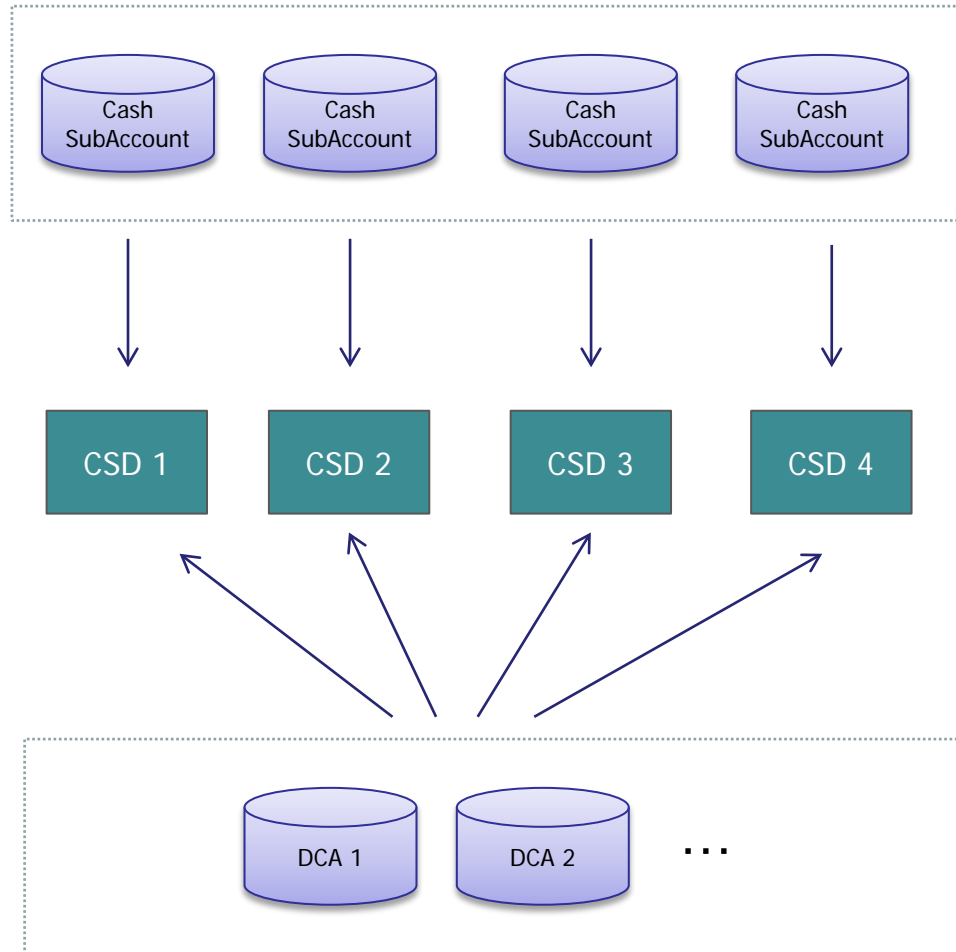 Cash
SubAccount
Cash
SubAccount
Cash
SubAccount
Cash
SubAccount
CSD 1
CSD 2
CSD 3
CSD 4
DCA 1
DCA 2
...